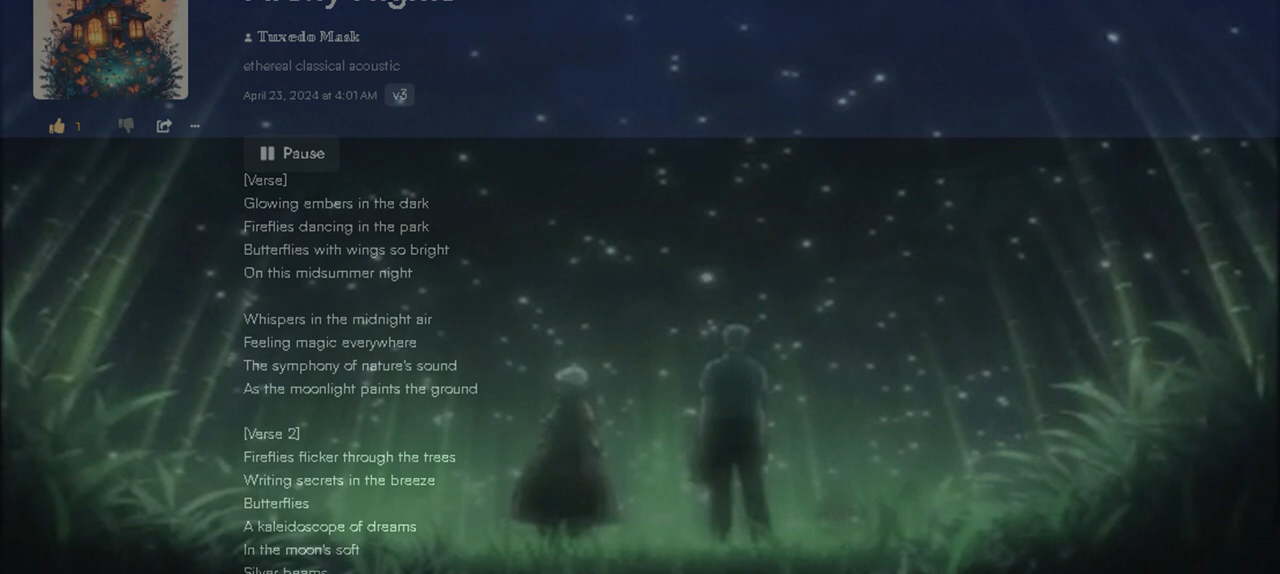 Tuxedo Mask
ethereal classical acoustic
April 23, 2024 at 4:01 AM v3
1
Pause
[Verse]
Glowing embers in the dark
Fireflies dancing in the park
Butterflies with wings so bright
On this midsummer night

Whispers in the midnight air
Feeling magic everywhere
The symphony of nature's sound
As the moonlight paints the ground

[Verse 2]
Fireflies flicker through the trees
Writing secrets in the breeze
Butterflies
A kaleidoscope of dreams
In the moon's soft
Silver beams